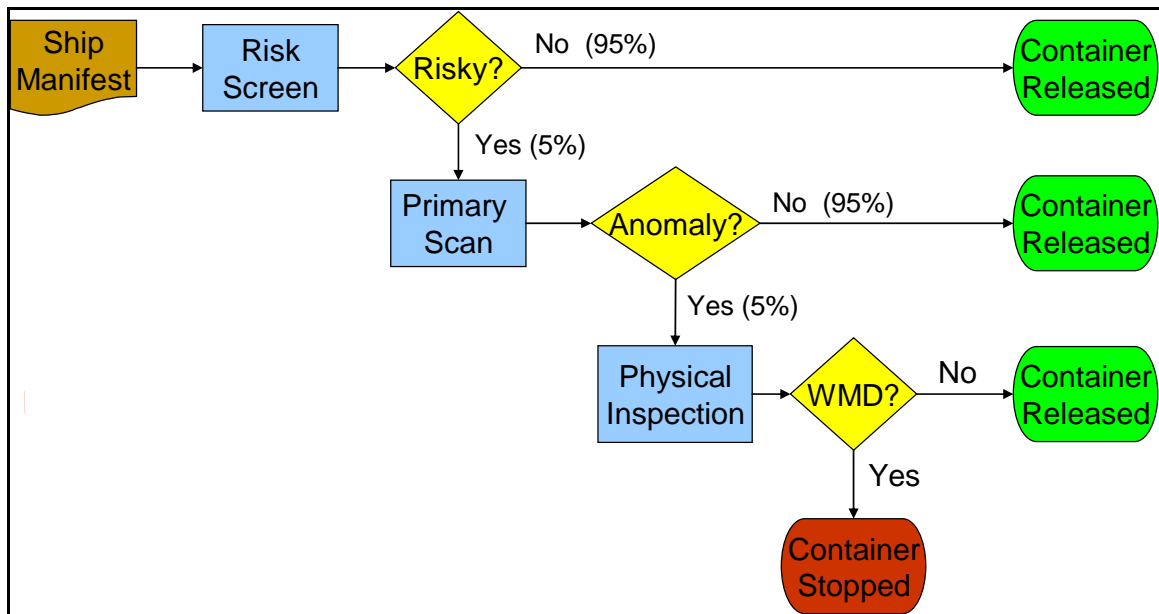 Ship
Manifest
Risk
Screen
Risky?
No (95%)
Container
Released
Yes (5%)
Primary
Scan
Anomaly?
No (95%)
Container
Released
Yes (5%)
Physical
Inspection
WMD?
No
Container
Released
Yes
Container
Stopped